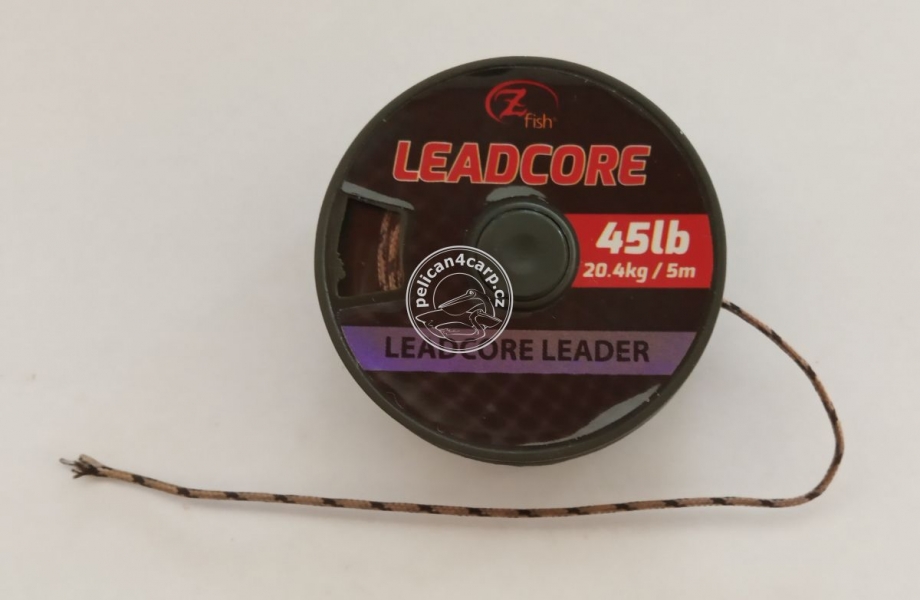 Z fish
LEADCORE
45lb
20.4kg / 5m
pelican4carp.cz
LEADCORE LEADER